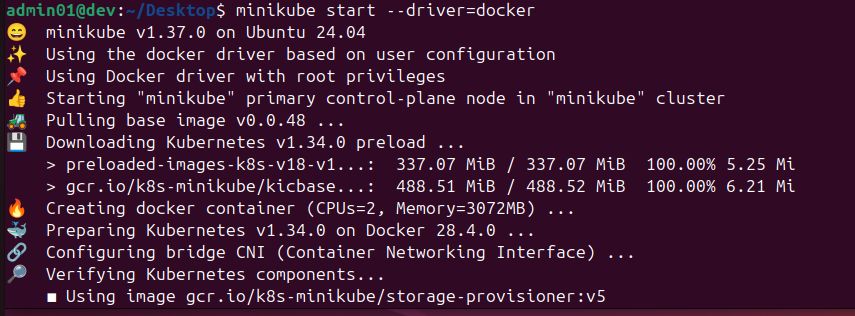 admin01@dev:~/Desktop$ minikube start --driver=docker
😄 minikube v1.37.0 on Ubuntu 24.04
✨ Using the docker driver based on user configuration
📌 Using Docker driver with root privileges
👍 Starting "minikube" primary control-plane node in "minikube" cluster
🚜 Pulling base image v0.0.48 ...
💾 Downloading Kubernetes v1.34.0 preload ...
> preloaded-images-k8s-v18-v1...: 337.07 MiB / 337.07 MiB 100.00% 5.25 Mi
> gcr.io/k8s-minikube/kicbase...: 488.51 MiB / 488.52 MiB 100.00% 6.21 Mi
🔥 Creating docker container (CPUs=2, Memory=3072MB) ...
🐳 Preparing Kubernetes v1.34.0 on Docker 28.4.0 ...
🔗 Configuring bridge CNI (Container Networking Interface) ...
🔎 Verifying Kubernetes components...
■ Using image gcr.io/k8s-minikube/storage-provisioner:v5